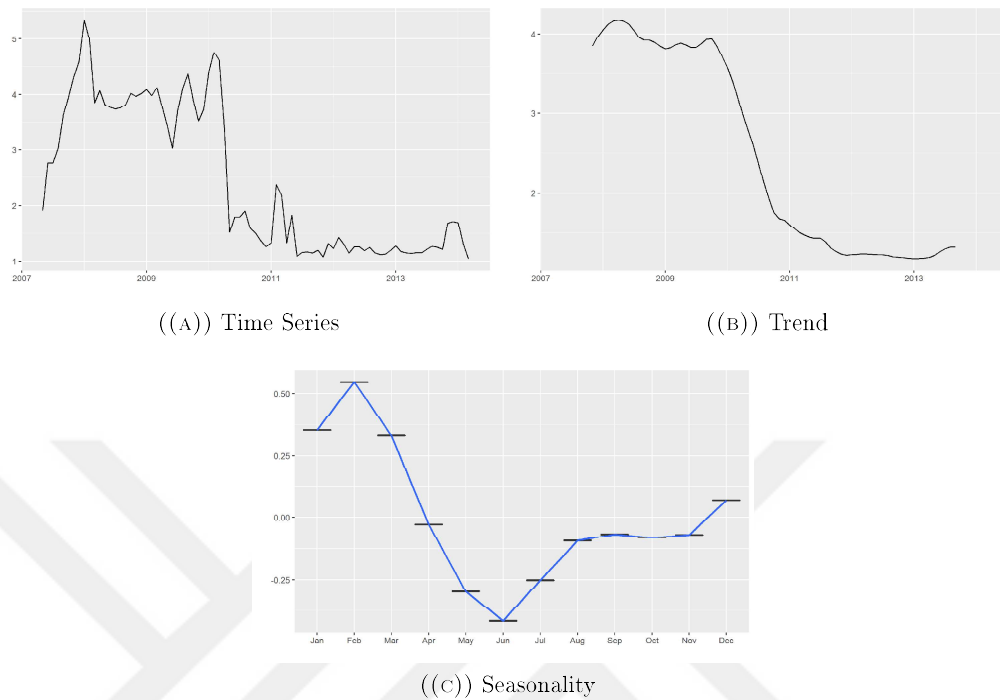 5
4
3
2
1
2007 2009 2011 2013
4
3
2
2007 2009 2011 2013
((A)) Time Series
((B)) Trend
0.50
0.25
0.00
-0.25
Jan Feb Mar Apr May Jun Jul Aug Sep Oct Nov Dec
((C)) Seasonality